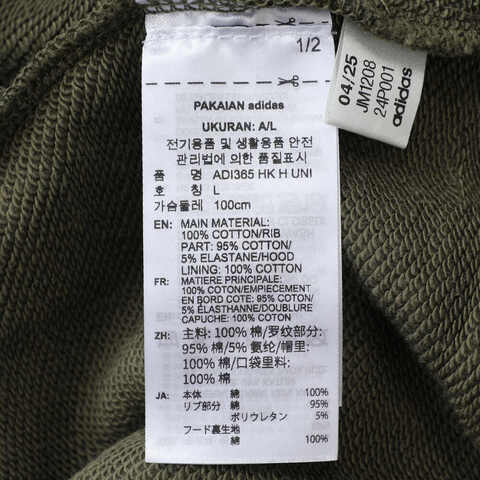 1/2
PAKAIAN adidas
UKURAN: A/L
전기용품 및 생활용품 안전
관리법에 의한 품질표시
품 명 ADI365 HK H UNI
호 칭 L
가슴둘레 100cm
EN: MAIN MATERIAL:
100% COTTON/RIB
PART: 95% COTTON/
5% ELASTANE/HOOD
LINING: 100% COTTON
FR: MATIERE PRINCIPALE:
100% COTON/EMPIECEMENT
EN BORD COTE: 95% COTON/
5% ÉLASTHANNE/DOUBLURE
CAPUCHE: 100% COTON
ZH: 主料: 100% 棉/罗纹部分:
95% 棉/5% 氨纶/帽里:
100% 棉/口袋里料:
100% 棉
JA: 本体 綿 100%
リブ部分 綿 95%
ポリウレタン 5%
フード裏生地
綿 100%
04/25
JM1208
24P001
adidas